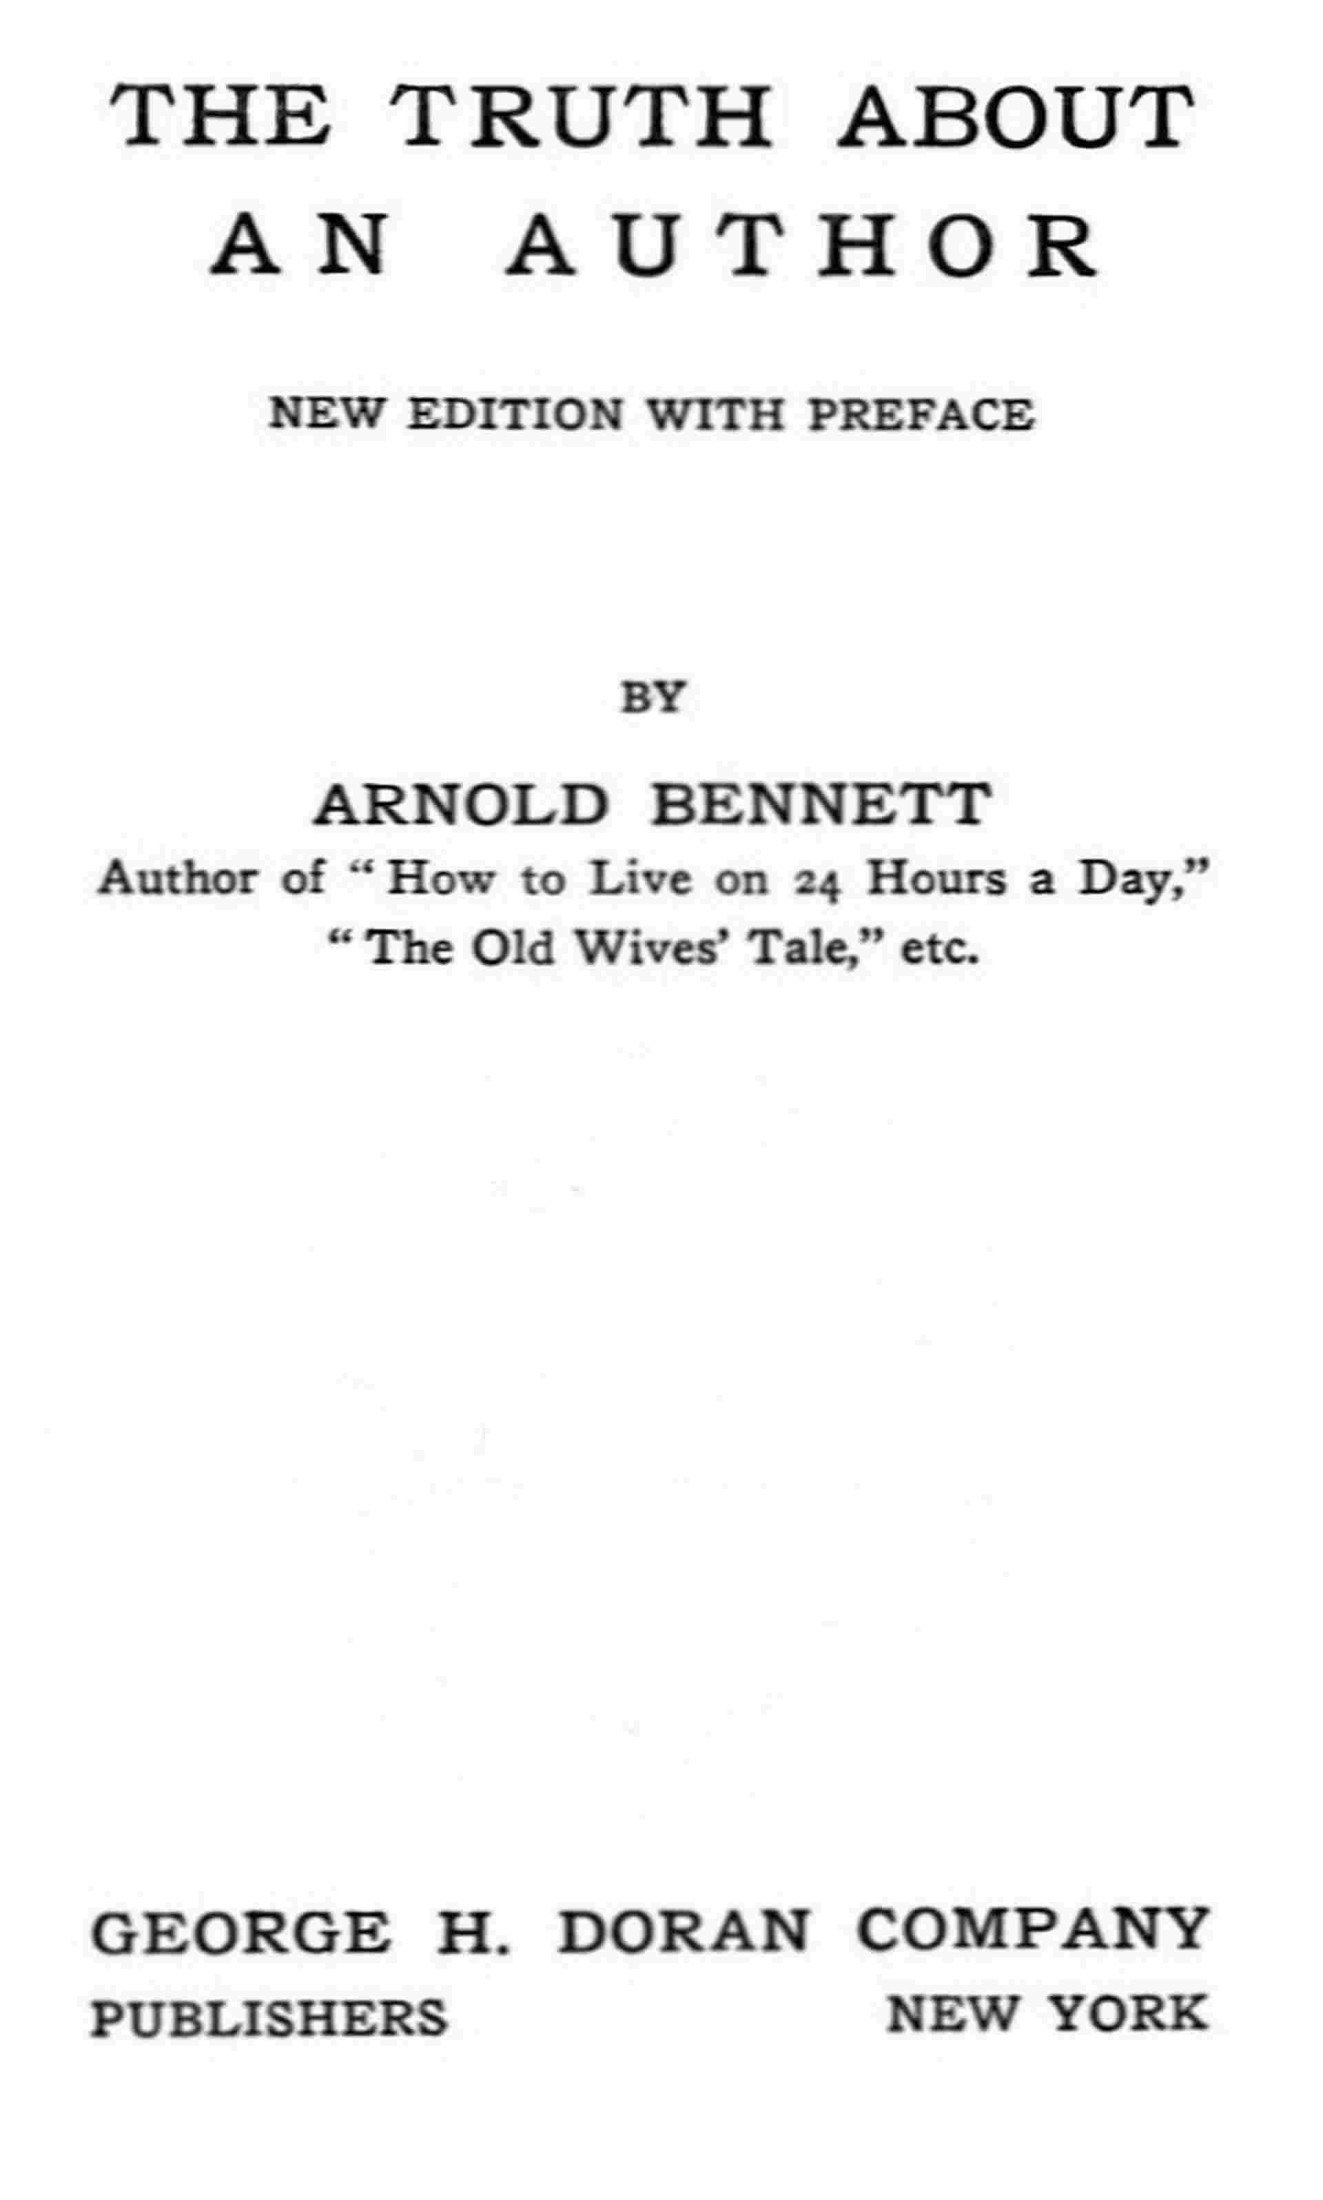 THE TRUTH ABOUT
AN AUTHOR
NEW EDITION WITH PREFACE
BY
ARNOLD BENNETT
Author of “How to Live on 24 Hours a Day,”
“The Old Wives’ Tale,” etc.
GEORGE H. DORAN COMPANY
PUBLISHERS NEW YORK